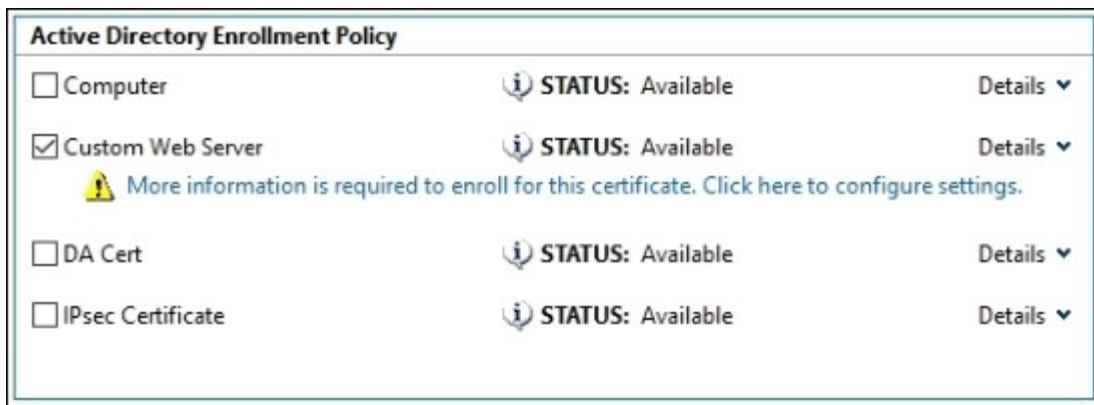 Active Directory Enrollment Policy
Computer STATUS: Available Details
Custom Web Server STATUS: Available Details
More information is required to enroll for this certificate. Click here to configure settings.
DA Cert STATUS: Available Details
IPsec Certificate STATUS: Available Details